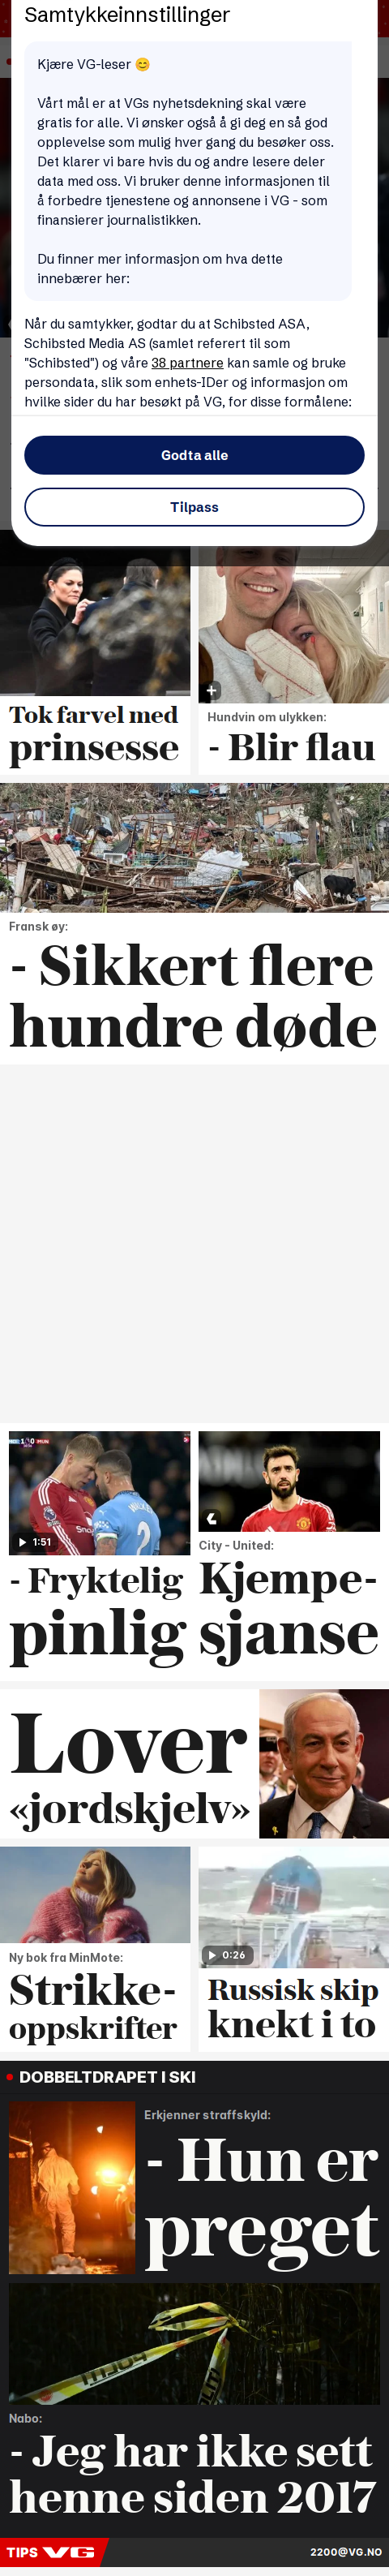 Samtykkeinnstillinger
Kjære VG-leser 😊
Vårt mål er at VGs nyhetsdekning skal være
gratis for alle. Vi ønsker også å gi deg en så god
opplevelse som mulig hver gang du besøker oss.
Det klarer vi bare hvis du og andre lesere deler
data med oss. Vi bruker denne informasjonen til
å forbedre tjenestene og annonsene i VG - som
finansierer journalistikken.
Du finner mer informasjon om hva dette
innebærer her:
Når du samtykker, godtar du at Schibsted ASA,
Schibsted Media AS (samlet referert til som
"Schibsted") og våre 38 partnere kan samle og bruke
persondata, slik som enhets-IDer og informasjon om
hvilke sider du har besøkt på VG, for disse formålene:
Godta alle
Tilpass
Tok farvel med
prinsesse
Hundvin om ulykken:
- Blir flau
Fransk øy:
- Sikkert flere
hundre døde
1:51
- Fryktelig
pinlig
City - United:
Kjempe-
sjanse
Lover
«jordskjelv»
Ny bok fra MinMote:
Strikke-
oppskrifter
0:26
Russisk skip
knekt i to
DOBBELTDRAPET I SKI
Erkjenner straffskyld:
- Hun er
preget
Nabo:
- Jeg har ikke sett
henne siden 2017
TIPS VG
2200@VG.NO